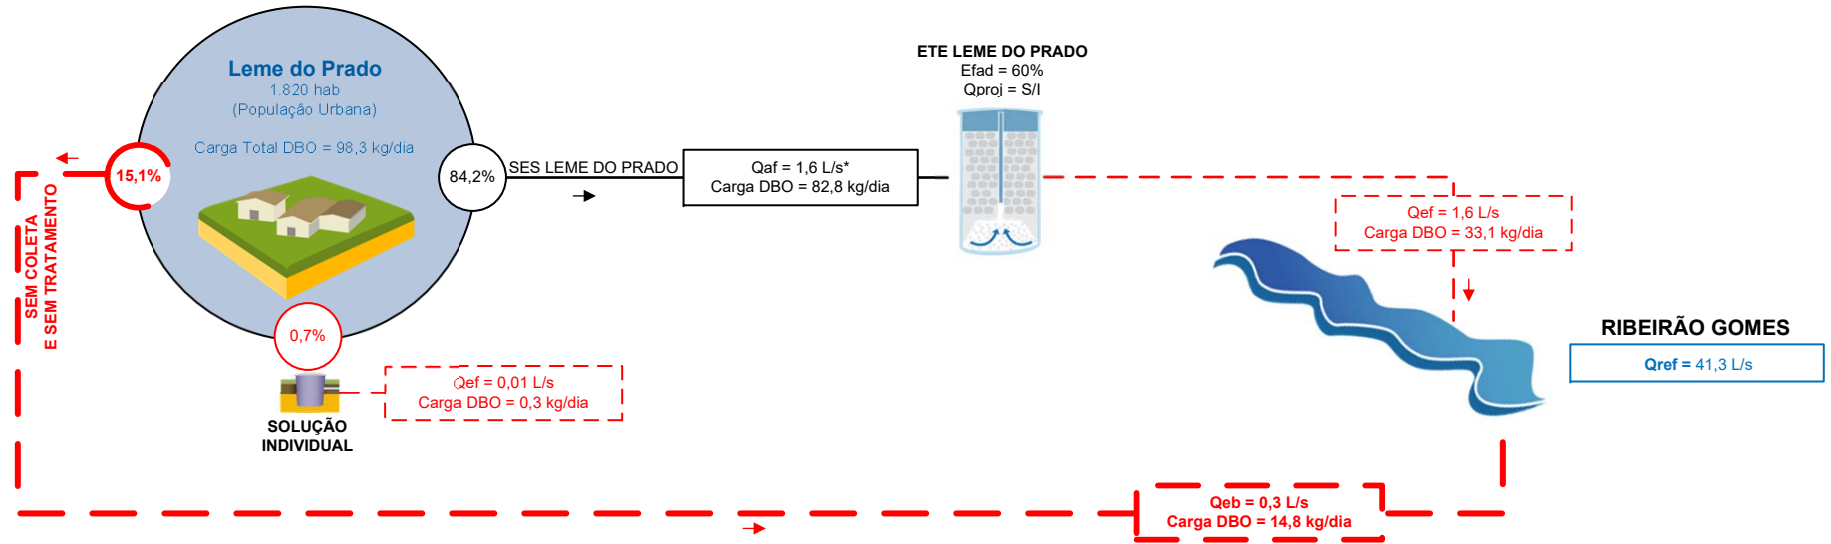 Leme do Prado
1.820 hab
(População Urbana)
Carga Total DBO = 98,3 kg/dia
15,1%
84,2%
0,7%
SEM COLETA
E SEM TRATAMENTO
SES LEME DO PRADO
Qaf = 1,6 L/s*
Carga DBO = 82,8 kg/dia
ETE LEME DO PRADO
Efad = 60%
Qproj = S/I
Qef = 1,6 L/s
Carga DBO = 33,1 kg/dia
RIBEIRÃO GOMES
Qref = 41,3 L/s
Qef = 0,01 L/s
Carga DBO = 0,3 kg/dia
SOLUÇÃO
INDIVIDUAL
Qeb = 0,3 L/s
Carga DBO = 14,8 kg/dia